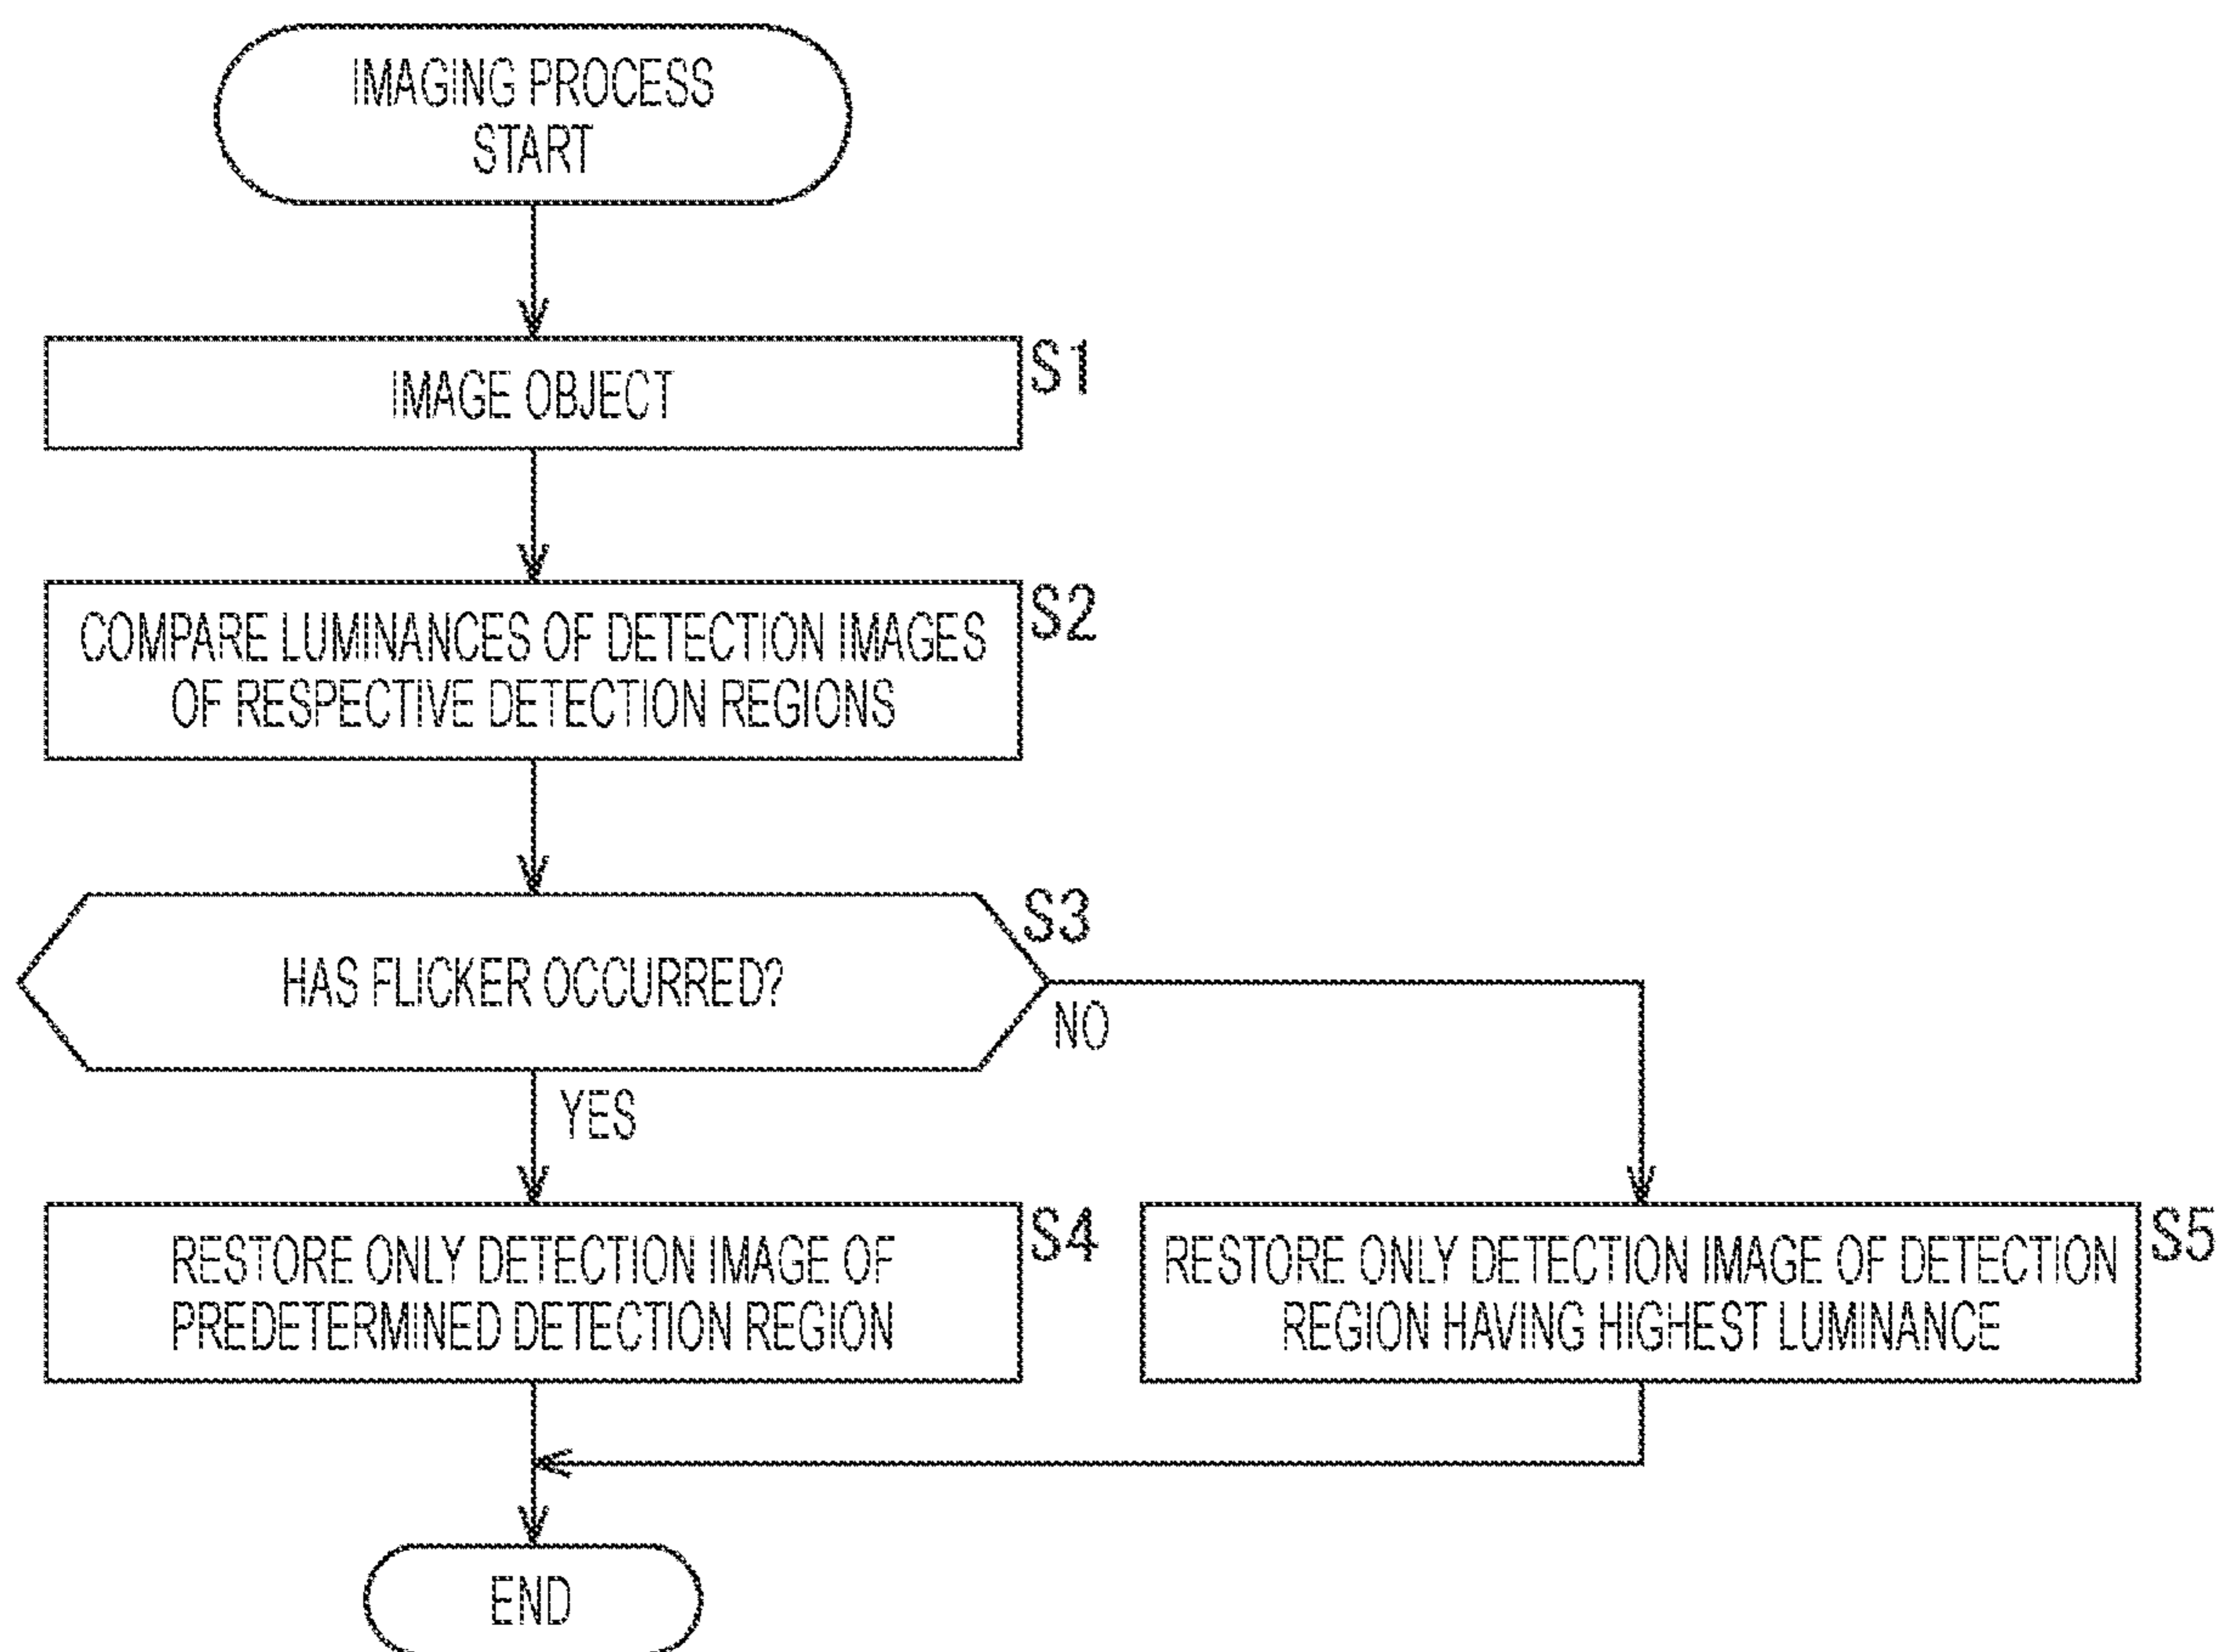 IMAGING PROCESS
START
IMAGE OBJECT
S1
COMPARE LUMINANCES OF DETECTION IMAGES
OF RESPECTIVE DETECTION REGIONS
S2
HAS FLICKER OCCURRED?
S3
NO
YES
RESTORE ONLY DETECTION IMAGE OF
PREDETERMINED DETECTION REGION
S4
RESTORE ONLY DETECTION IMAGE OF DETECTION
REGION HAVING HIGHEST LUMINANCE
S5
END